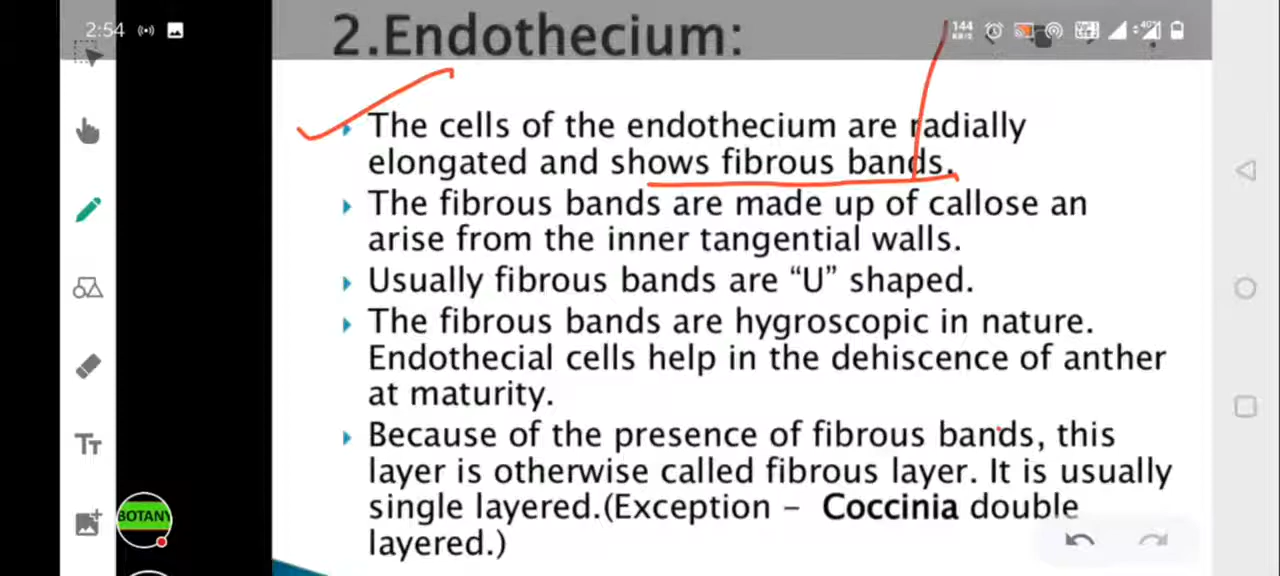 2:54
144
KB/S
4G
2.Endothecium:
The cells of the endothecium are radially
elongated and shows fibrous bands.
The fibrous bands are made up of callose an
arise from the inner tangential walls.
Usually fibrous bands are “U” shaped.
The fibrous bands are hygroscopic in nature.
Endothecial cells help in the dehiscence of anther
at maturity.
Because of the presence of fibrous bands, this
layer is otherwise called fibrous layer. It is usually
single layered.(Exception – Coccinia double
layered.)
TT
BOTANY